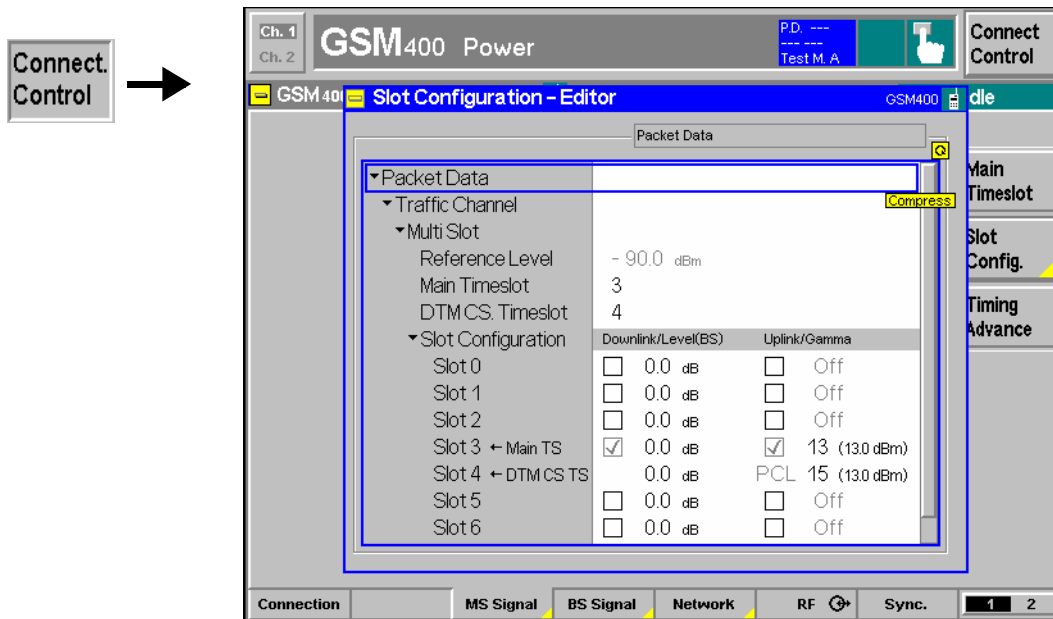 Connect.
Control
Ch. 1
Ch. 2
GSM400 Power
P.D. ---
--- ---
Test M. A
Connect
Control
GSM 40
Slot Configuration – Editor
GSM400
dle
Packet Data
Packet Data
Compress
Traffic Channel
Multi Slot
Reference Level - 90.0 dBm
Main Timeslot 3
DTM CS. Timeslot 4
Slot Configuration Downlink/Level(BS) Uplink/Gamma
Slot 0 0.0 dB Off
Slot 1 0.0 dB Off
Slot 2 0.0 dB Off
Slot 3 ← Main TS 0.0 dB 13 (13.0 dBm)
Slot 4 ← DTM CS TS 0.0 dB PCL 15 (13.0 dBm)
Slot 5 0.0 dB Off
Slot 6 0.0 dB Off
Main
Timeslot
Slot
Config.
Timing
Advance
Connection MS Signal BS Signal Network RF Sync. 1 2